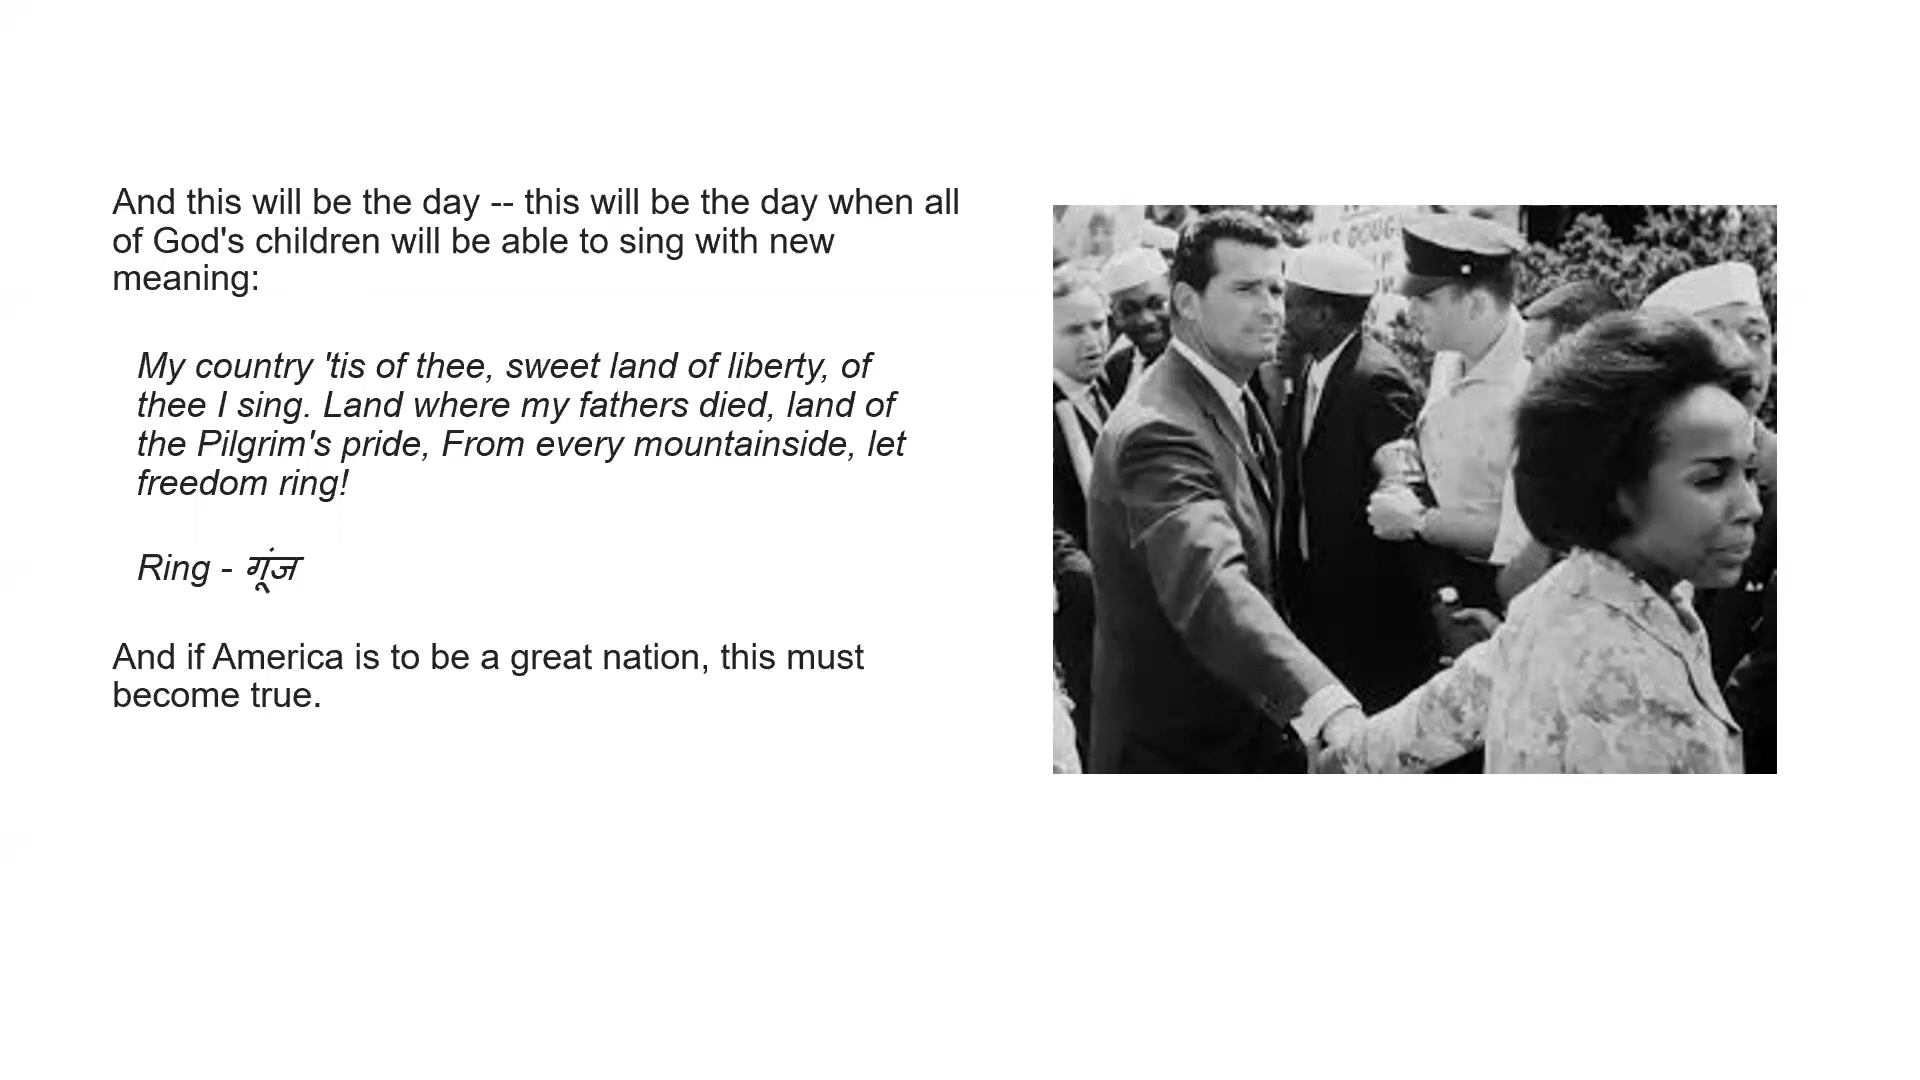 And this will be the day -- this will be the day when all
of God's children will be able to sing with new
meaning:
My country 'tis of thee, sweet land of liberty, of
thee I sing. Land where my fathers died, land of
the Pilgrim's pride, From every mountainside, let
freedom ring!
Ring - गूंज
And if America is to be a great nation, this must
become true.